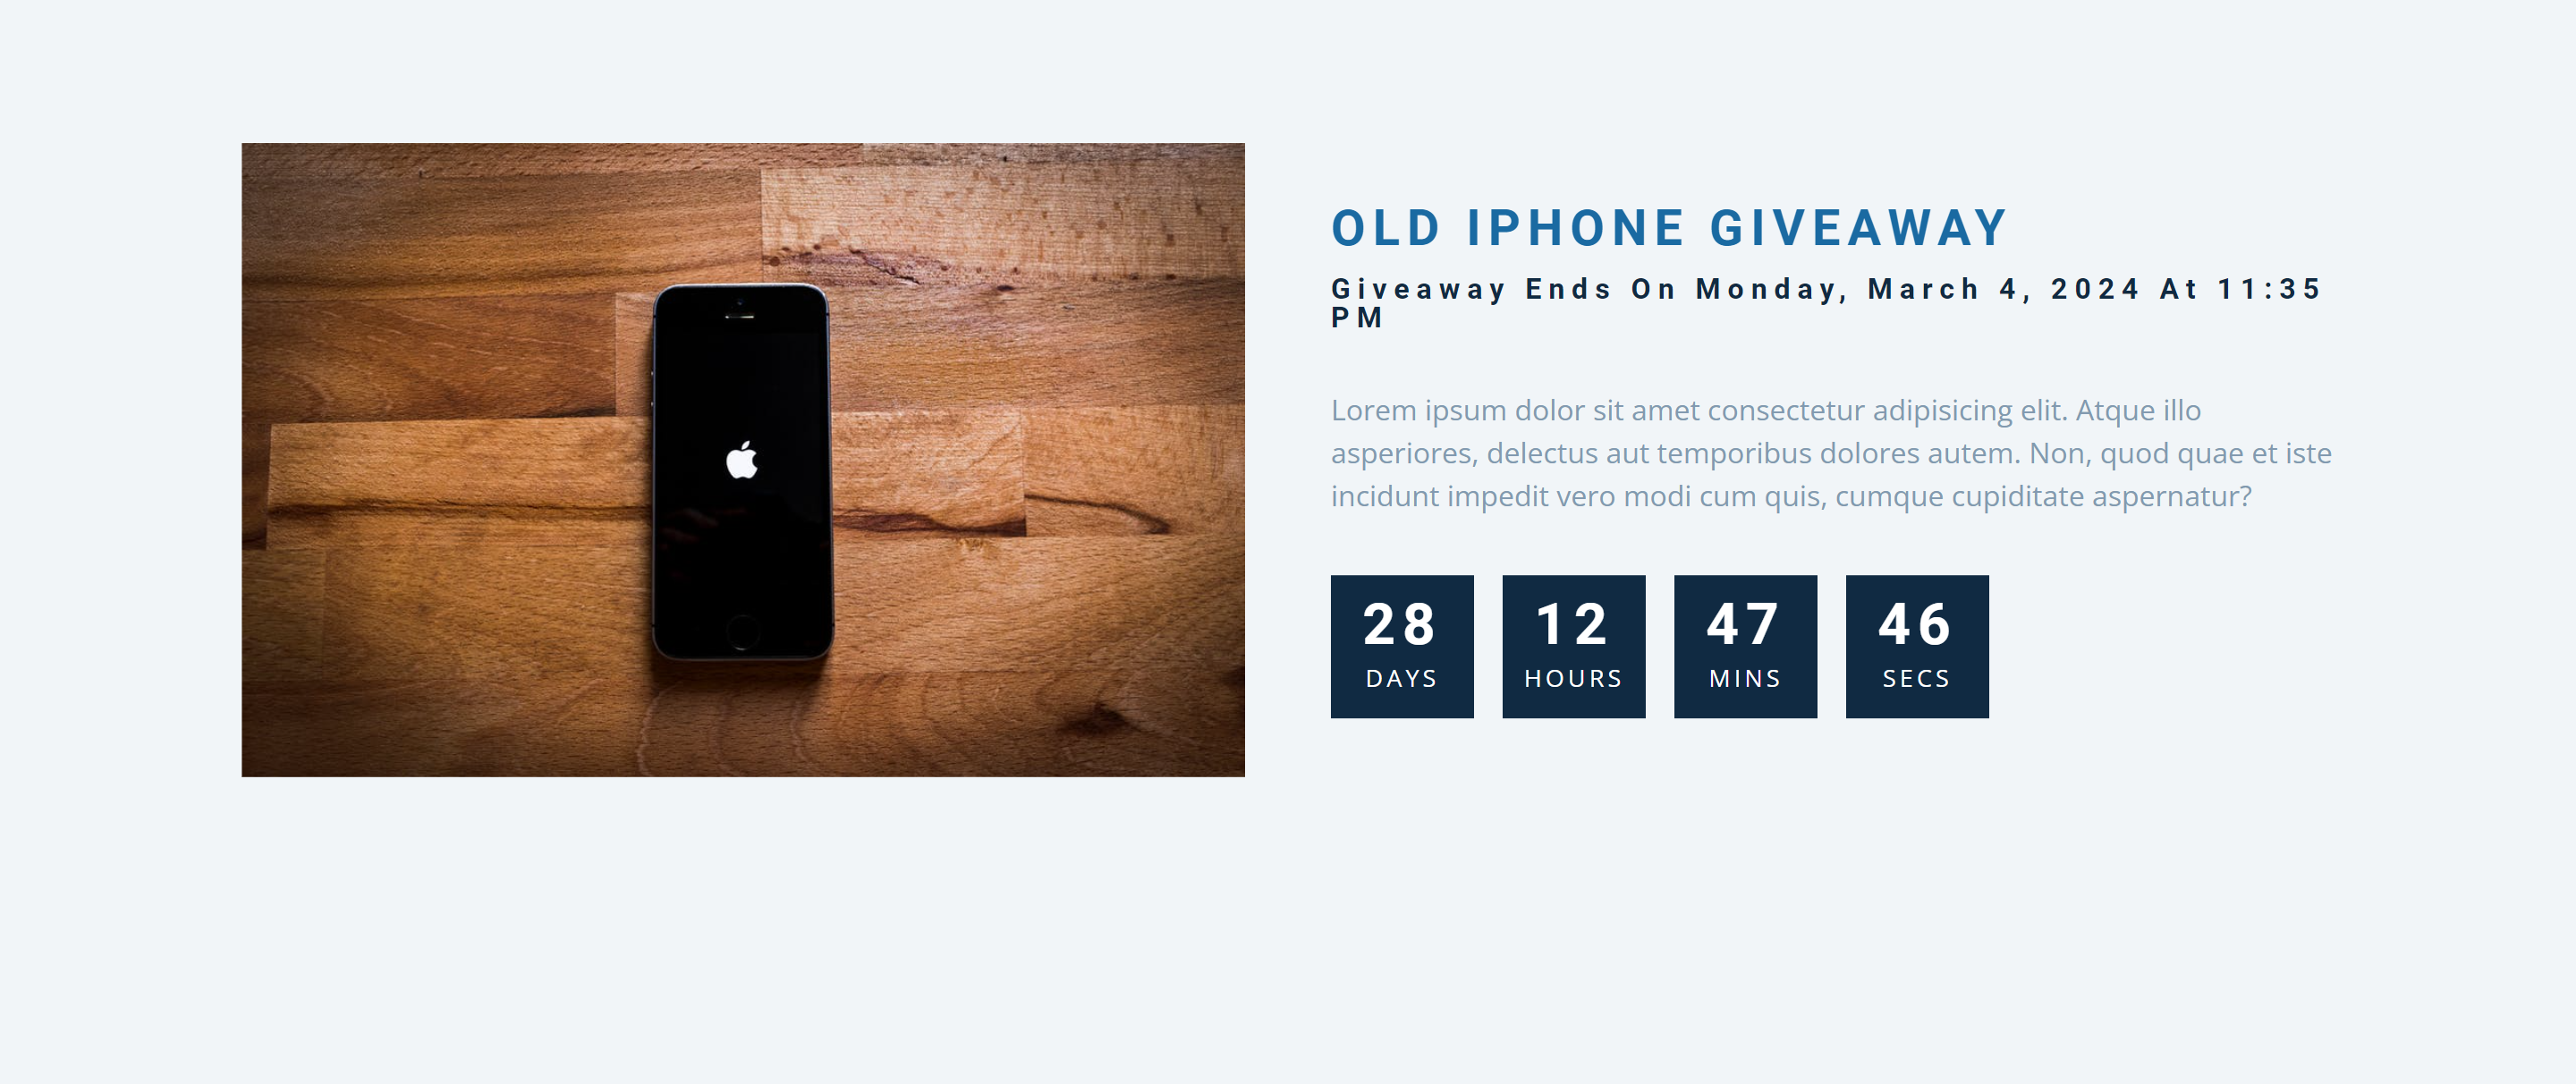 OLD IPHONE GIVEAWAY
Giveaway Ends On Monday, March 4, 2024 At 11:35
PM
Lorem ipsum dolor sit amet consectetur adipisicing elit. Atque illo
asperiores, delectus aut temporibus dolores autem. Non, quod quae et iste
incidunt impedit vero modi cum quis, cumque cupiditate aspernatur?
28 12 47 46
DAYS HOURS MINS SECS